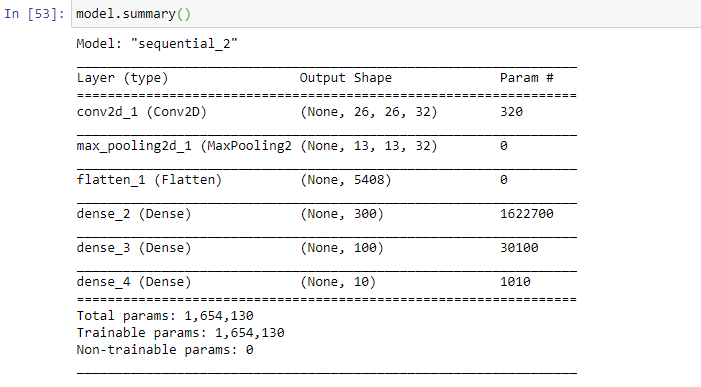 In [53]: model.summary()
Model: "sequential_2"
Layer (type) Output Shape Param #
conv2d_1 (Conv2D) (None, 26, 26, 32) 320
max_pooling2d_1 (MaxPooling2 (None, 13, 13, 32) 0
flatten_1 (Flatten) (None, 5408) 0
dense_2 (Dense) (None, 300) 1622700
dense_3 (Dense) (None, 100) 30100
dense_4 (Dense) (None, 10) 1010
Total params: 1,654,130
Trainable params: 1,654,130
Non-trainable params: 0